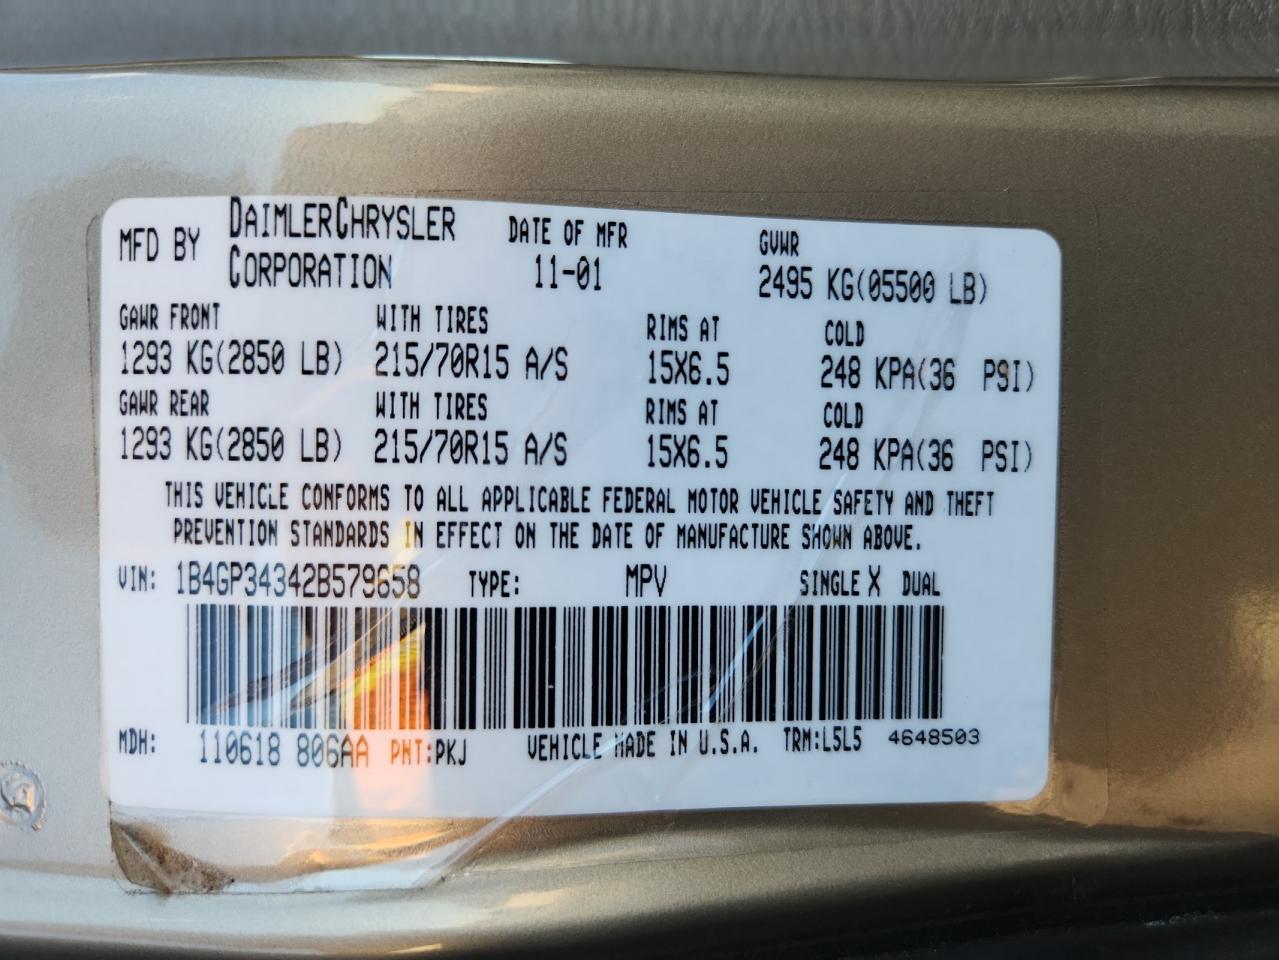 MFD BY DAIMLERCHRYSLER CORPORATION DATE OF MFR 11-01 GVWR 2495 KG(05500 LB)
GAWR FRONT WITH TIRES RIMS AT COLD
1293 KG(2850 LB) 215/70R15 A/S 15X6.5 248 KPA(36 PSI)
GAWR REAR WITH TIRES RIMS AT COLD
1293 KG(2850 LB) 215/70R15 A/S 15X6.5 248 KPA(36 PSI)
THIS VEHICLE CONFORMS TO ALL APPLICABLE FEDERAL MOTOR VEHICLE SAFETY AND THEFT
PREVENTION STANDARDS IN EFFECT ON THE DATE OF MANUFACTURE SHOWN ABOVE.
VIN: 1B4GP34342B579658 TYPE: MPV SINGLE X DUAL
MDH: 110618 806AA PNT:PKJ VEHICLE MADE IN U.S.A. TRM:L5L5 4648503